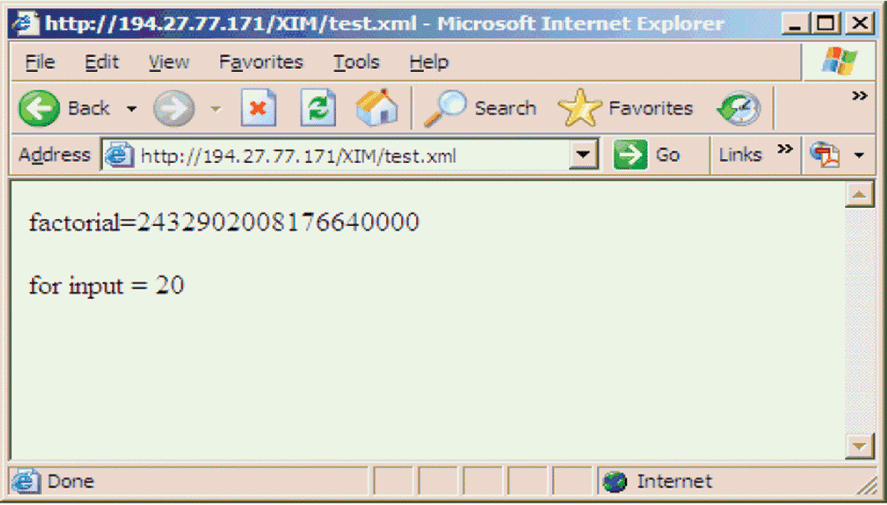 http://194.27.77.171/XIM/test.xml - Microsoft Internet Explorer
File Edit View Favorites Tools Help
Back Search Favorites »
Address http://194.27.77.171/XIM/test.xml Go Links »
factorial=2432902008176640000
for input = 20
Done Internet